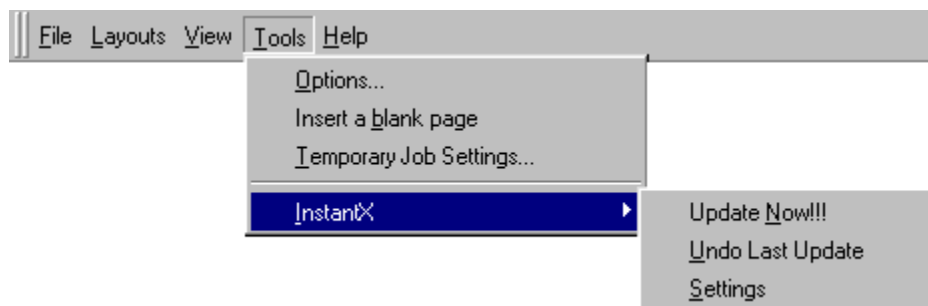 File Layouts View Tools Help
Options...
Insert a blank page
Temporary Job Settings...
InstantX
Update Now!!!
Undo Last Update
Settings